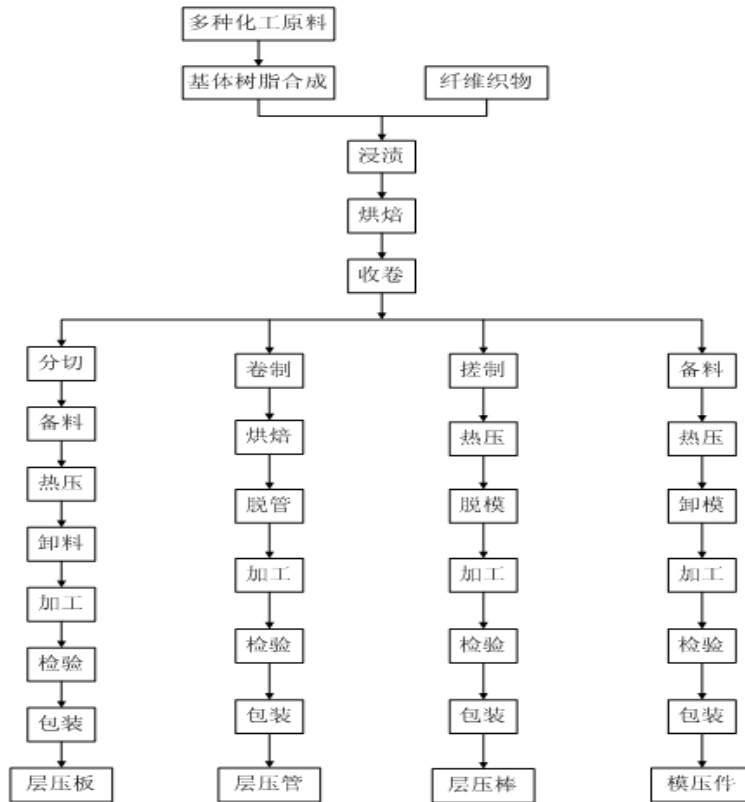 多种化工原料
基体树脂合成
纤维织物
浸渍
烘焙
收卷
分切
备料
热压
卸料
加工
检验
包装
层压板
卷制
烘焙
脱管
加工
检验
包装
层压管
搓制
热压
脱模
加工
检验
包装
层压棒
备料
热压
卸模
加工
检验
包装
模压件